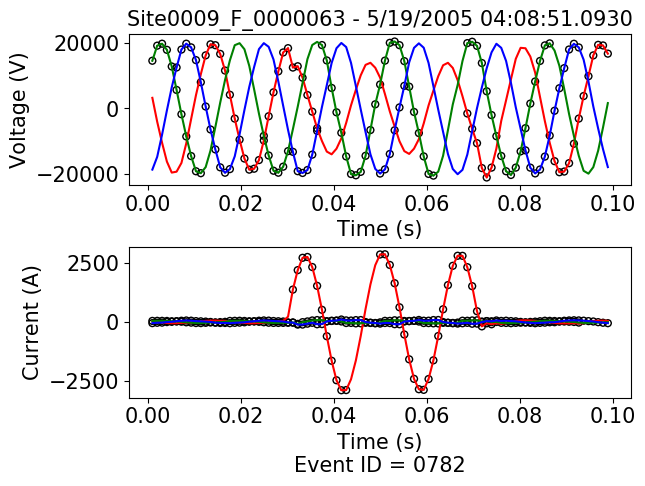 Site0009_F_0000063 - 5/19/2005 04:08:51.0930
20000
0
−20000
Voltage (V)
0.00 0.02 0.04 0.06 0.08 0.10
Time (s)
2500
0
−2500
Current (A)
0.00 0.02 0.04 0.06 0.08 0.10
Time (s)
Event ID = 0782